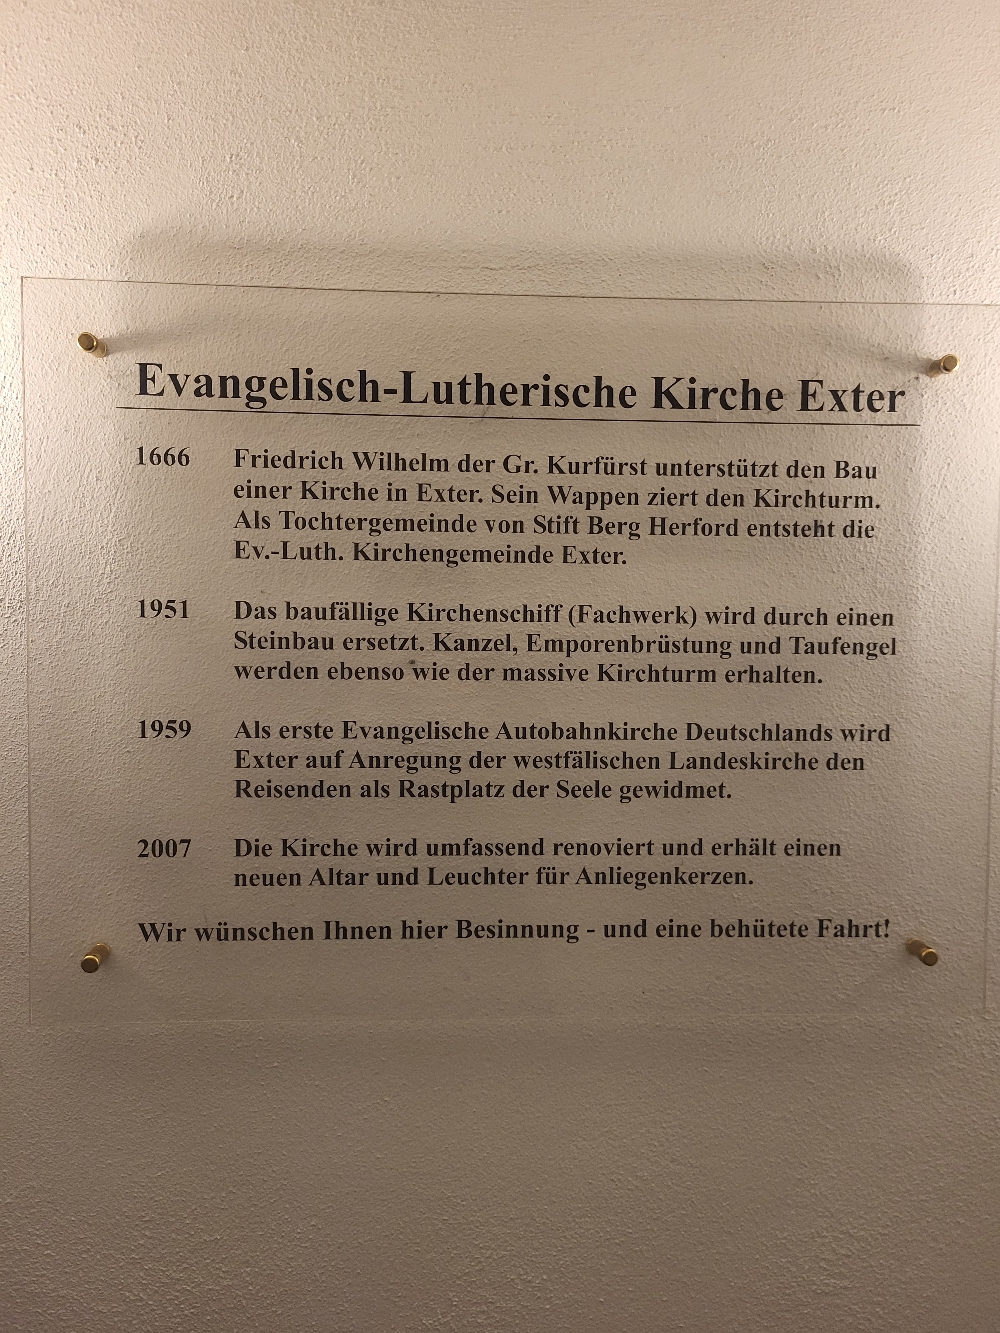 Evangelisch-Lutherische Kirche Exter
1666 Friedrich Wilhelm der Gr. Kurfürst unterstützt den Bau
einer Kirche in Exter. Sein Wappen ziert den Kirchturm.
Als Tochtergemeinde von Stift Berg Herford entsteht die
Ev.-Luth. Kirchengemeinde Exter.
1951 Das baufällige Kirchenschiff (Fachwerk) wird durch einen
Steinbau ersetzt. Kanzel, Emporenbrüstung und Taufengel
werden ebenso wie der massive Kirchturm erhalten.
1959 Als erste Evangelische Autobahnkirche Deutschlands wird
Exter auf Anregung der westfälischen Landeskirche den
Reisenden als Rastplatz der Seele gewidmet.
2007 Die Kirche wird umfassend renoviert und erhält einen
neuen Altar und Leuchter für Anliegenkerzen.
Wir wünschen Ihnen hier Besinnung - und eine behütete Fahrt!